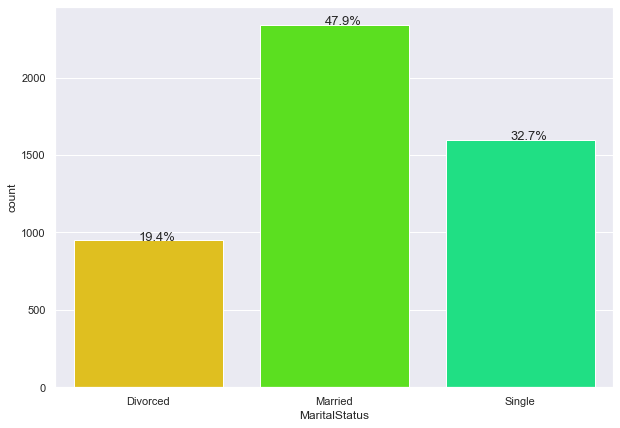 47.9%
2000
1500
32.7%
count
1000
19.4%
500
0
Divorced
Married
Single
MaritalStatus